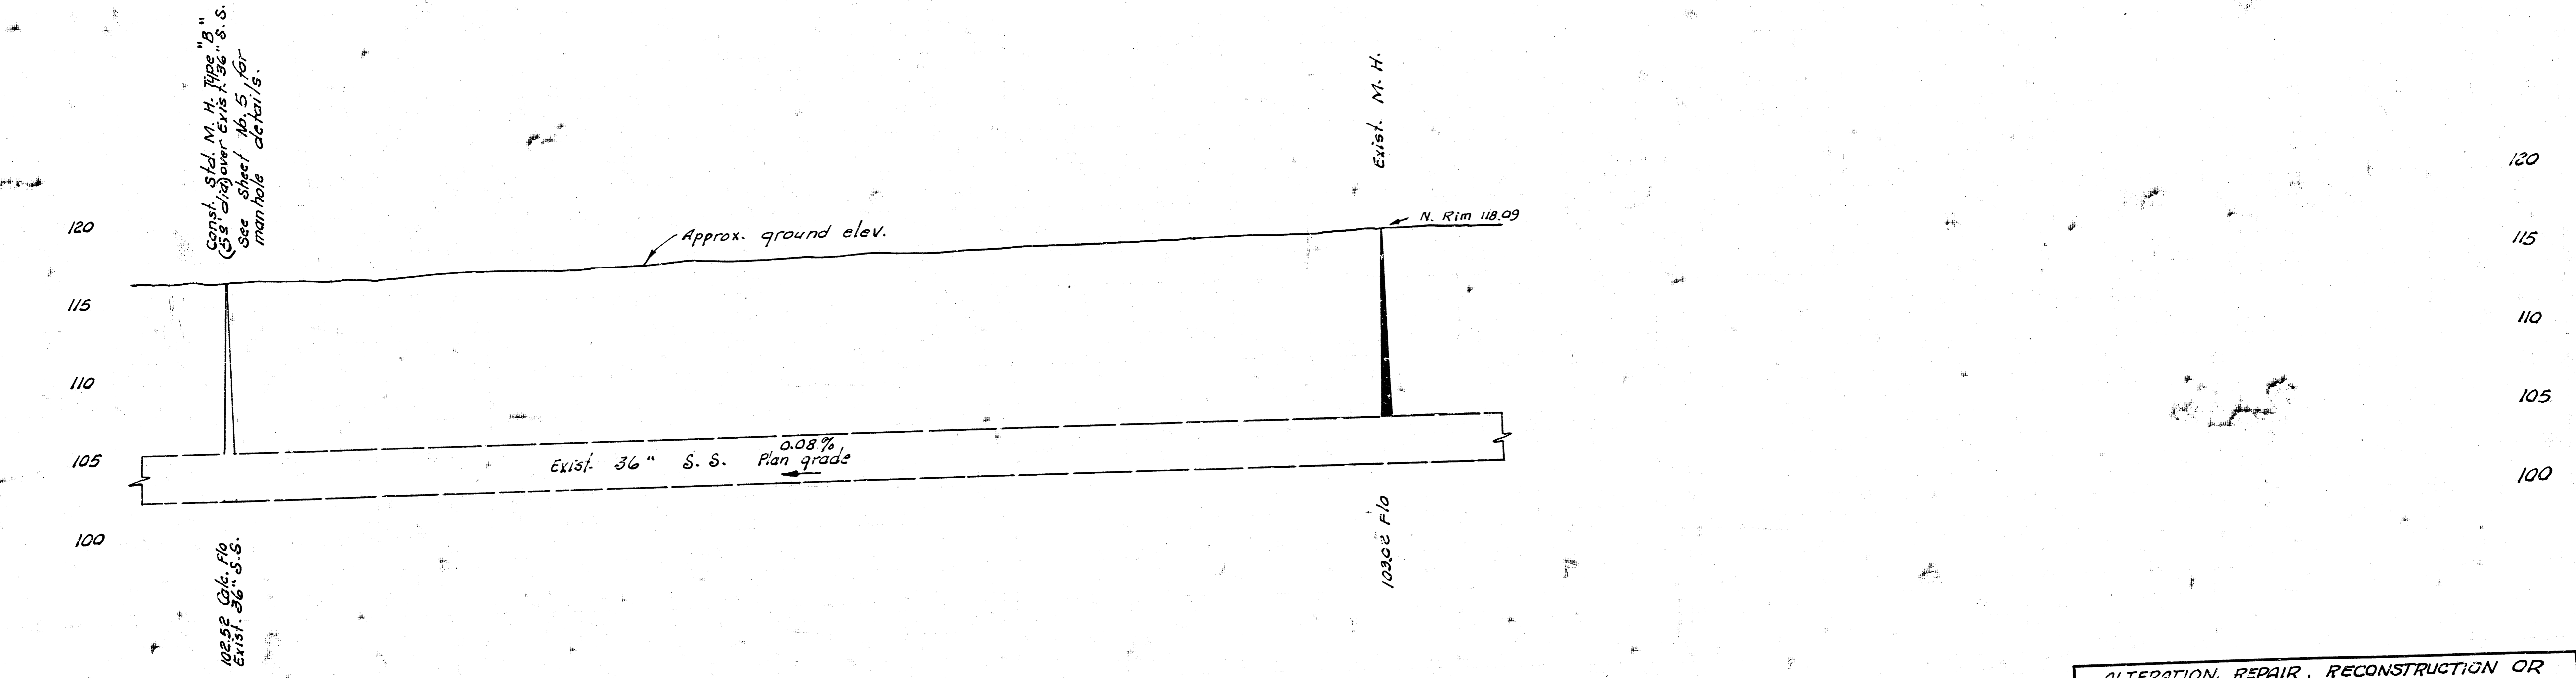 Const. Std. M. H. Type "B"
(58" dia) over Exist. 36" S. S.
See Sheet No. 5 for
manhole details.
Exist. M. H.
120
115
110
105
100
Approx. ground elev.
N. Rim 118.09
0.08 %
Exist. 36" S. S. Plan grade
102.52 Calc. Flo
Exist. 36" S.S.
103.02 Flo
120
115
110
105
100
ALTERATION, REPAIR, RECONSTRUCTION OR